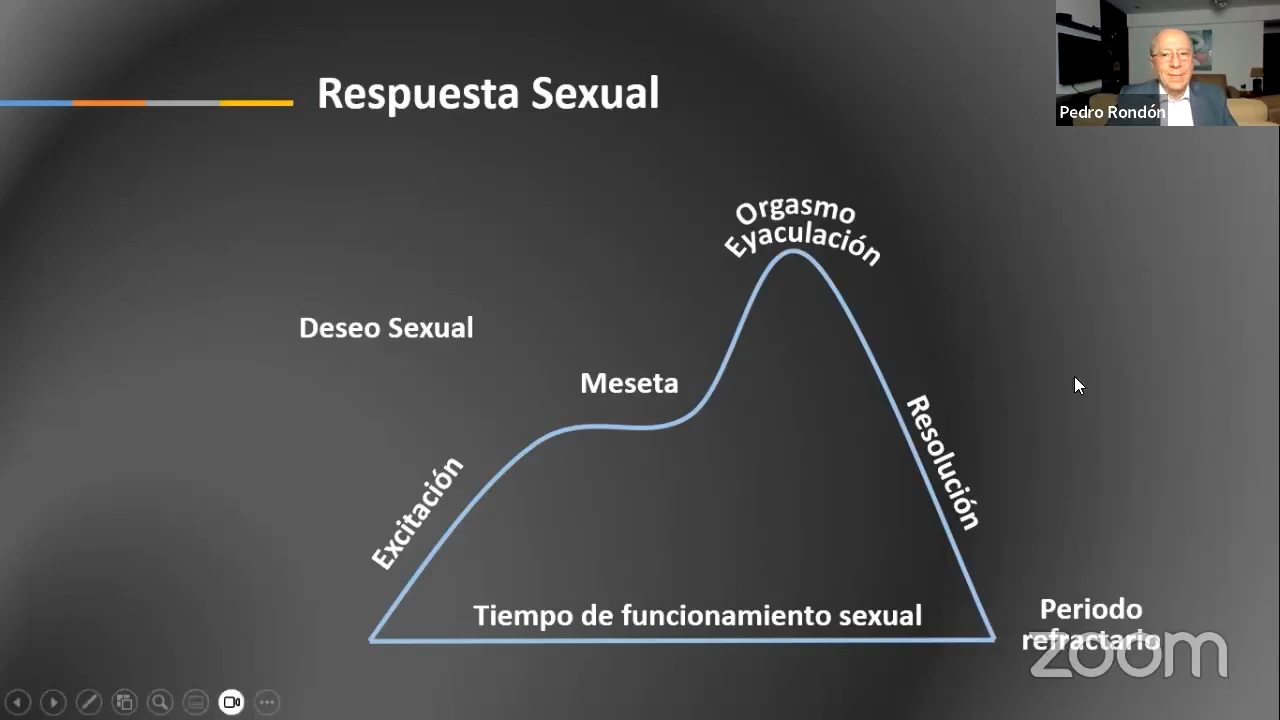 Respuesta Sexual
Pedro Rondón
Orgasmo
Eyaculación
Deseo Sexual
Meseta
Excitación
Resolución
Tiempo de funcionamiento sexual
Periodo
refractario
zoom